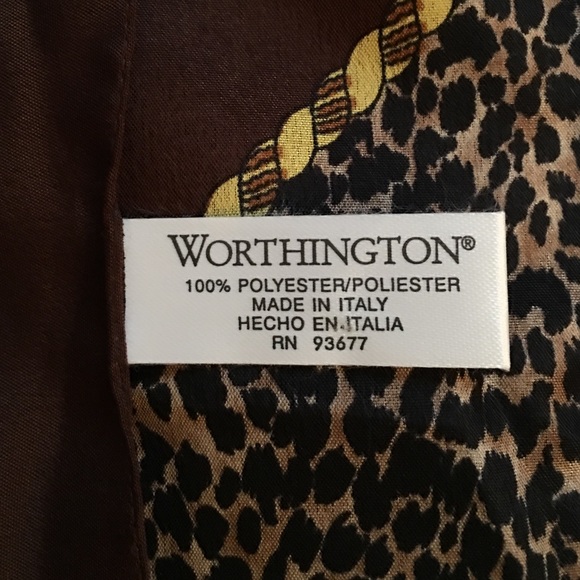 WORTHINGTON®
100% POLYESTER/POLIESTER
MADE IN ITALY
HECHO EN ITALIA
RN 93677